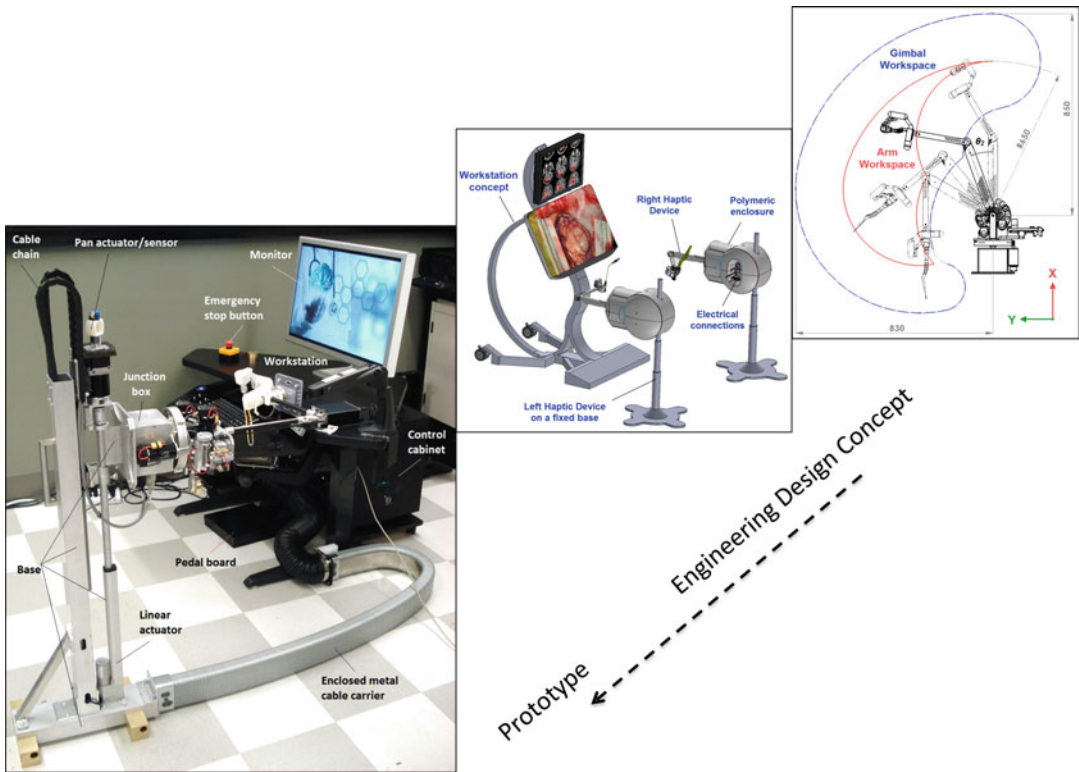 Cable
chain
Pan actuator/sensor
Monitor
Emergency
stop button
Workstation
Junction
box
Control
cabinet
Pedal board
Base
Linear
actuator
Enclosed metal
cable carrier
Workstation
concept
Right Haptic
Device
Polymeric
enclosure
Electrical
connections
Left Haptic Device
on a fixed base
Gimbal
Workspace
Arm
Workspace
θ2
R650
850
830
X
Y
Engineering Design Concept
Prototype